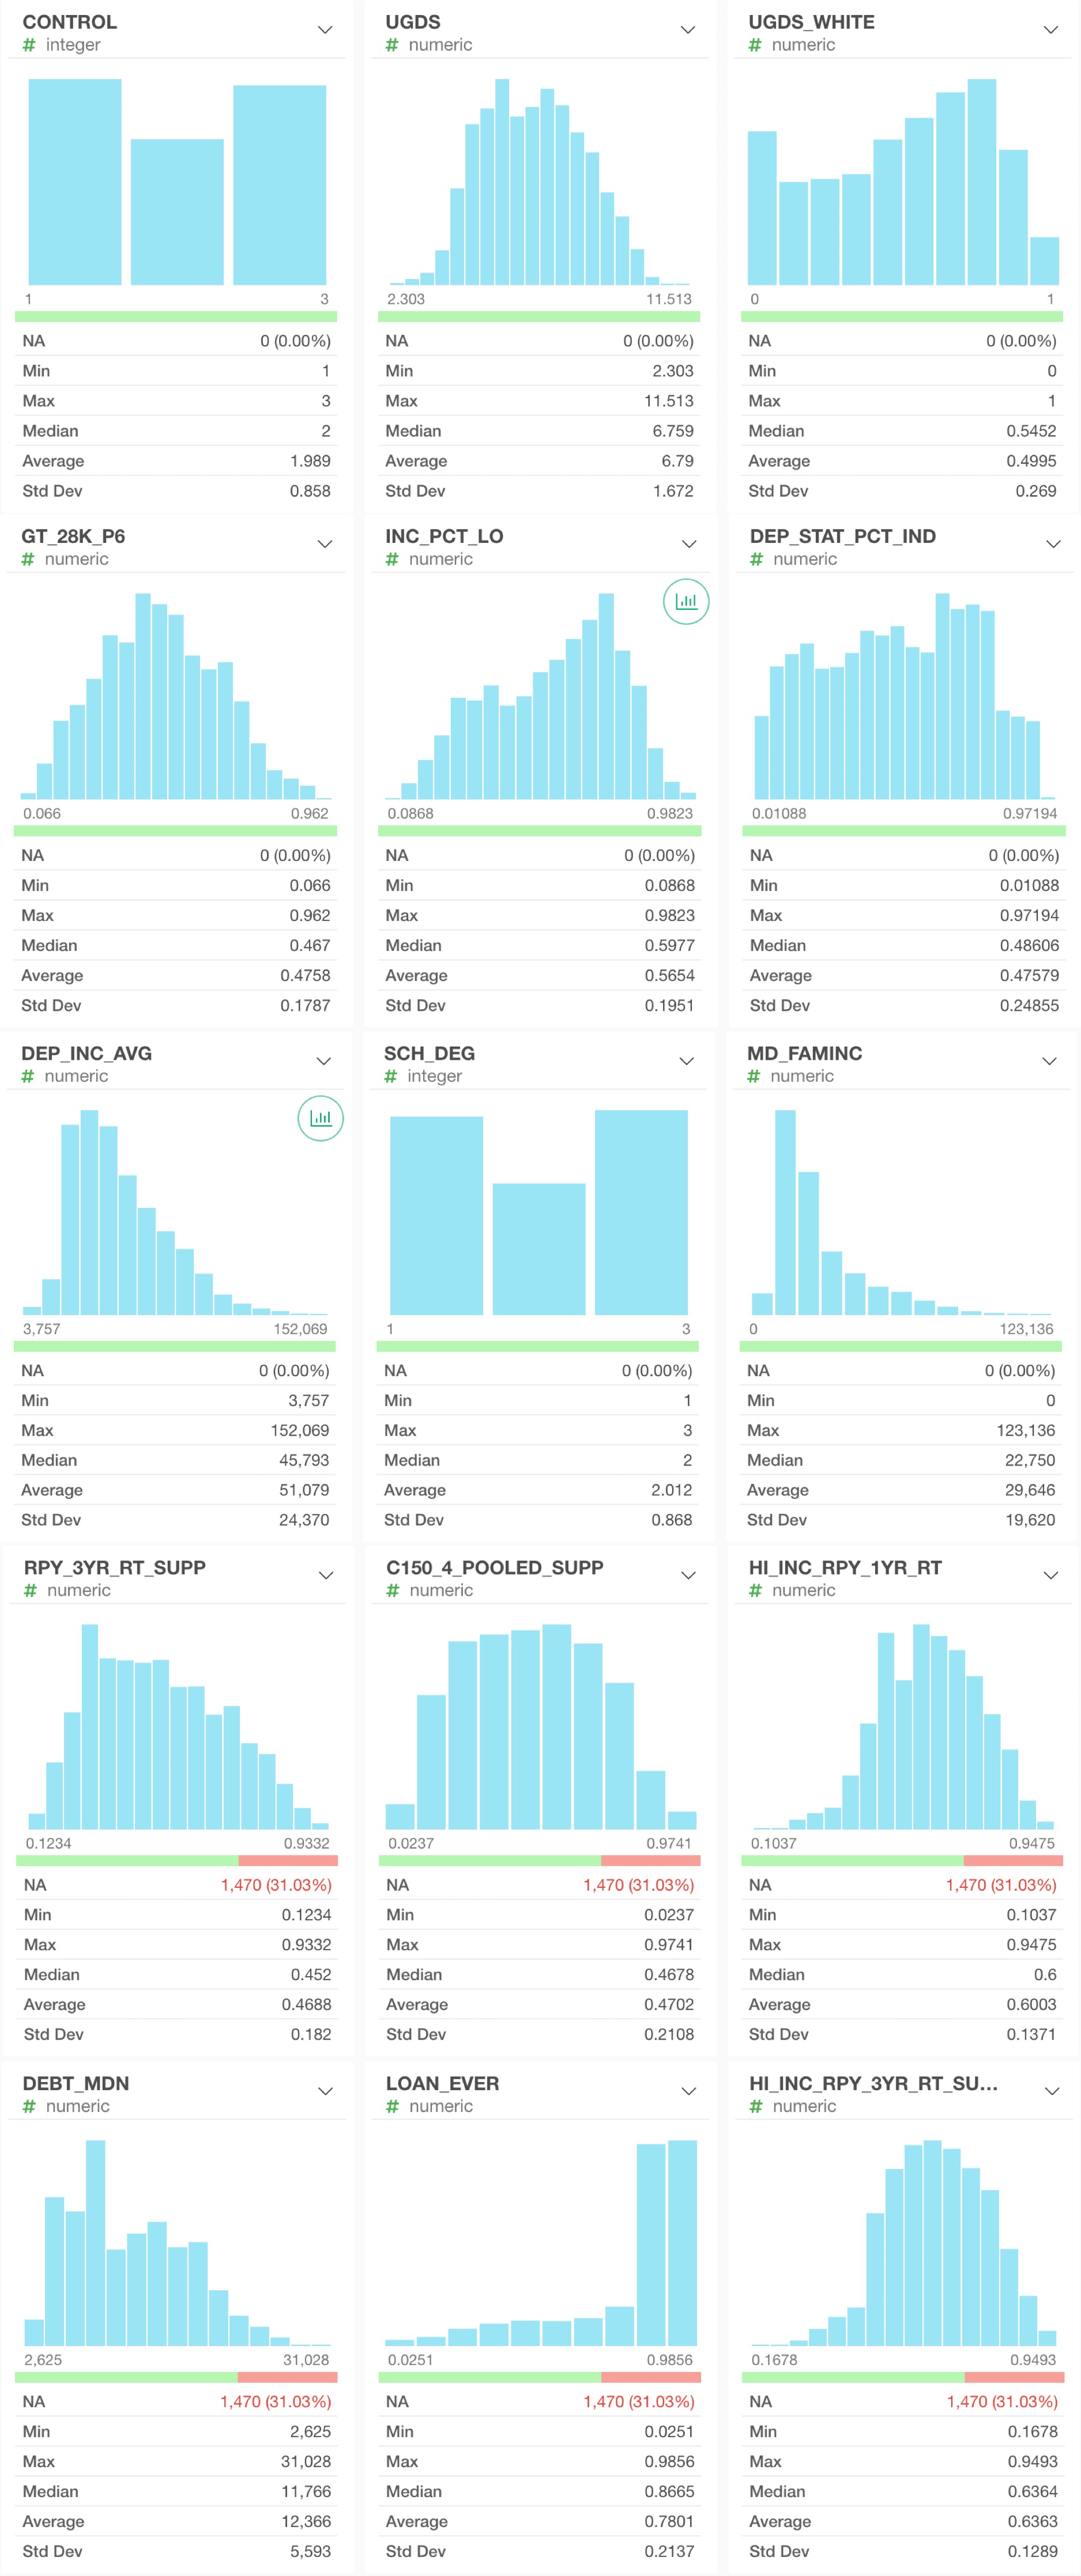 CONTROL
# integer
1 3
NA 0 (0.00%)
Min 1
Max 3
Median 2
Average 1.989
Std Dev 0.858
UGDS
# numeric
2.303 11.513
NA 0 (0.00%)
Min 2.303
Max 11.513
Median 6.759
Average 6.79
Std Dev 1.672
UGDS_WHITE
# numeric
0 1
NA 0 (0.00%)
Min 0
Max 1
Median 0.5452
Average 0.4995
Std Dev 0.269
GT_28K_P6
# numeric
0.066 0.962
NA 0 (0.00%)
Min 0.066
Max 0.962
Median 0.467
Average 0.4758
Std Dev 0.1787
INC_PCT_LO
# numeric
0.0868 0.9823
NA 0 (0.00%)
Min 0.0868
Max 0.9823
Median 0.5977
Average 0.5654
Std Dev 0.1951
DEP_STAT_PCT_IND
# numeric
0.01088 0.97194
NA 0 (0.00%)
Min 0.01088
Max 0.97194
Median 0.48606
Average 0.47579
Std Dev 0.24855
DEP_INC_AVG
# numeric
3,757 152,069
NA 0 (0.00%)
Min 3,757
Max 152,069
Median 45,793
Average 51,079
Std Dev 24,370
SCH_DEG
# integer
1 3
NA 0 (0.00%)
Min 1
Max 3
Median 2
Average 2.012
Std Dev 0.868
MD_FAMINC
# numeric
0 123,136
NA 0 (0.00%)
Min 0
Max 123,136
Median 22,750
Average 29,646
Std Dev 19,620
RPY_3YR_RT_SUPP
# numeric
0.1234 0.9332
NA 1,470 (31.03%)
Min 0.1234
Max 0.9332
Median 0.452
Average 0.4688
Std Dev 0.182
C150_4_POOLED_SUPP
# numeric
0.0237 0.9741
NA 1,470 (31.03%)
Min 0.0237
Max 0.9741
Median 0.4678
Average 0.4702
Std Dev 0.2108
HI_INC_RPY_1YR_RT
# numeric
0.1037 0.9475
NA 1,470 (31.03%)
Min 0.1037
Max 0.9475
Median 0.6
Average 0.6003
Std Dev 0.1371
DEBT_MDN
# numeric
2,625 31,028
NA 1,470 (31.03%)
Min 2,625
Max 31,028
Median 11,766
Average 12,366
Std Dev 5,593
LOAN_EVER
# numeric
0.0251 0.9856
NA 1,470 (31.03%)
Min 0.0251
Max 0.9856
Median 0.8665
Average 0.7801
Std Dev 0.2137
HI_INC_RPY_3YR_RT_SU...
# numeric
0.1678 0.9493
NA 1,470 (31.03%)
Min 0.1678
Max 0.9493
Median 0.6364
Average 0.6363
Std Dev 0.1289